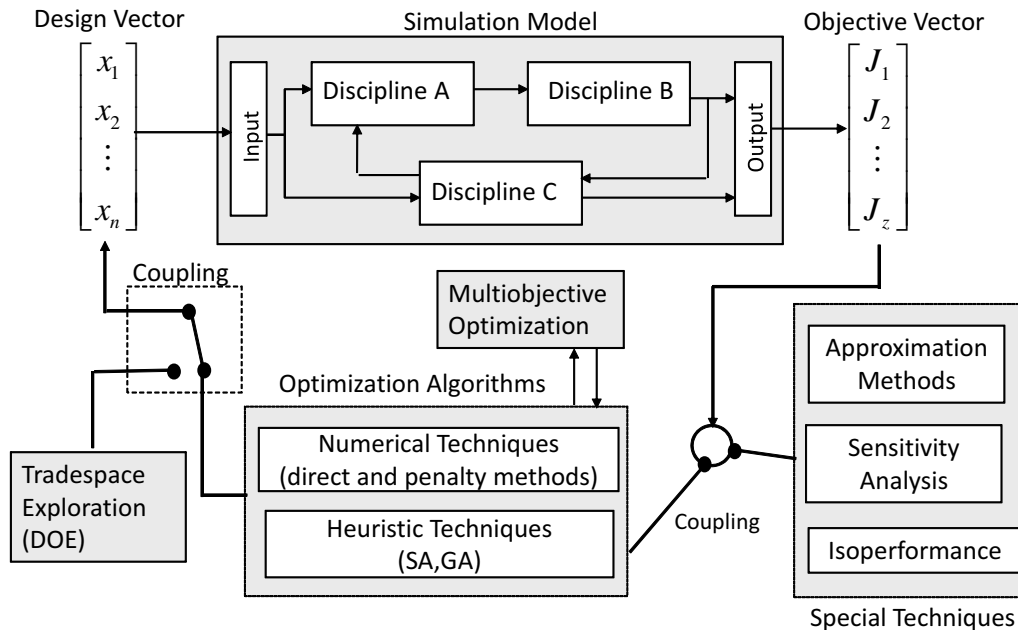 Design Vector
Simulation Model
Objective Vector
x1
x2
⋮
xn
Input
Discipline A
Discipline B
Discipline C
Output
J1
J2
⋮
Jz
Coupling
Multiobjective
Optimization
Optimization Algorithms
Numerical Techniques
(direct and penalty methods)
Heuristic Techniques
(SA,GA)
Tradespace
Exploration
(DOE)
Coupling
Approximation
Methods
Sensitivity
Analysis
Isoperformance
Special Techniques